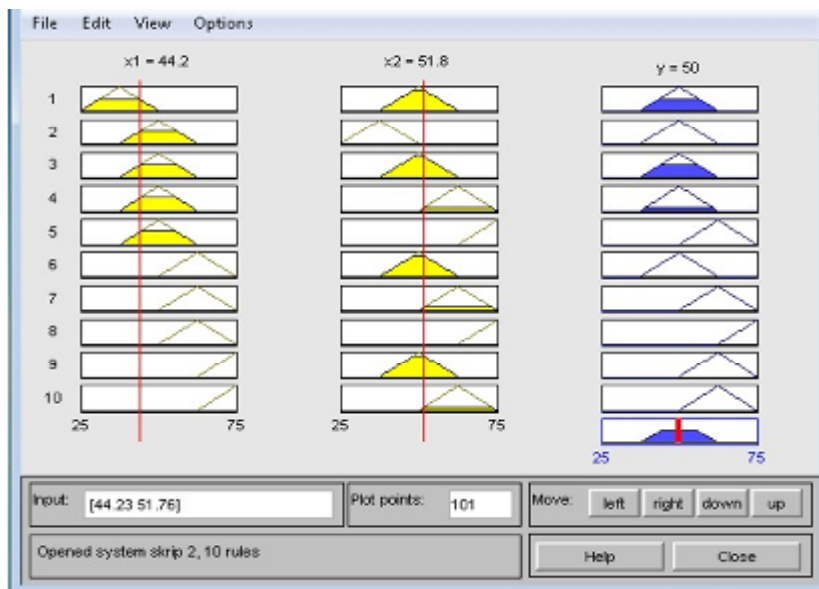 File Edit View Options
x1 = 44.2
x2 = 51.8
y = 50
1
2
3
4
5
6
7
8
9
10
25 75
25 75
25 75
Input: [44.23 51.76]
Plot points: 101
Move: left right down up
Opened system skrip 2, 10 rules
Help Close